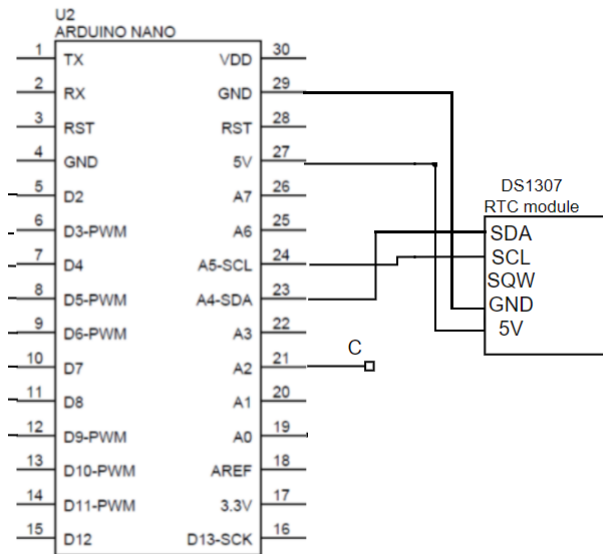 U2
ARDUINO NANO
1 TX VDD 30
2 RX GND 29
3 RST RST 28
4 GND 5V 27
5 D2 A7 26
6 D3-PWM A6 25
7 D4 A5-SCL 24
8 D5-PWM A4-SDA 23
9 D6-PWM A3 22
10 D7 A2 21
11 D8 A1 20
12 D9-PWM A0 19
13 D10-PWM AREF 18
14 D11-PWM 3.3V 17
15 D12 D13-SCK 16
C
DS1307
RTC module
SDA
SCL
SQW
GND
5V